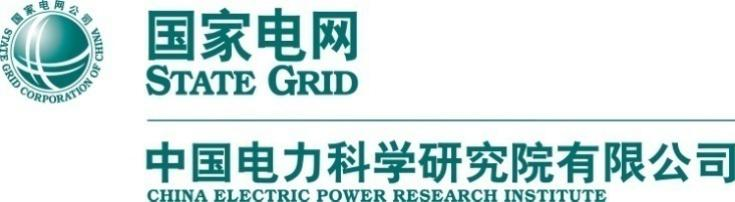 国家电网公司
STATE GRID CORPORATION OF CHINA
国家电网
STATE GRID
中国电力科学研究院有限公司
CHINA ELECTRIC POWER RESEARCH INSTITUTE